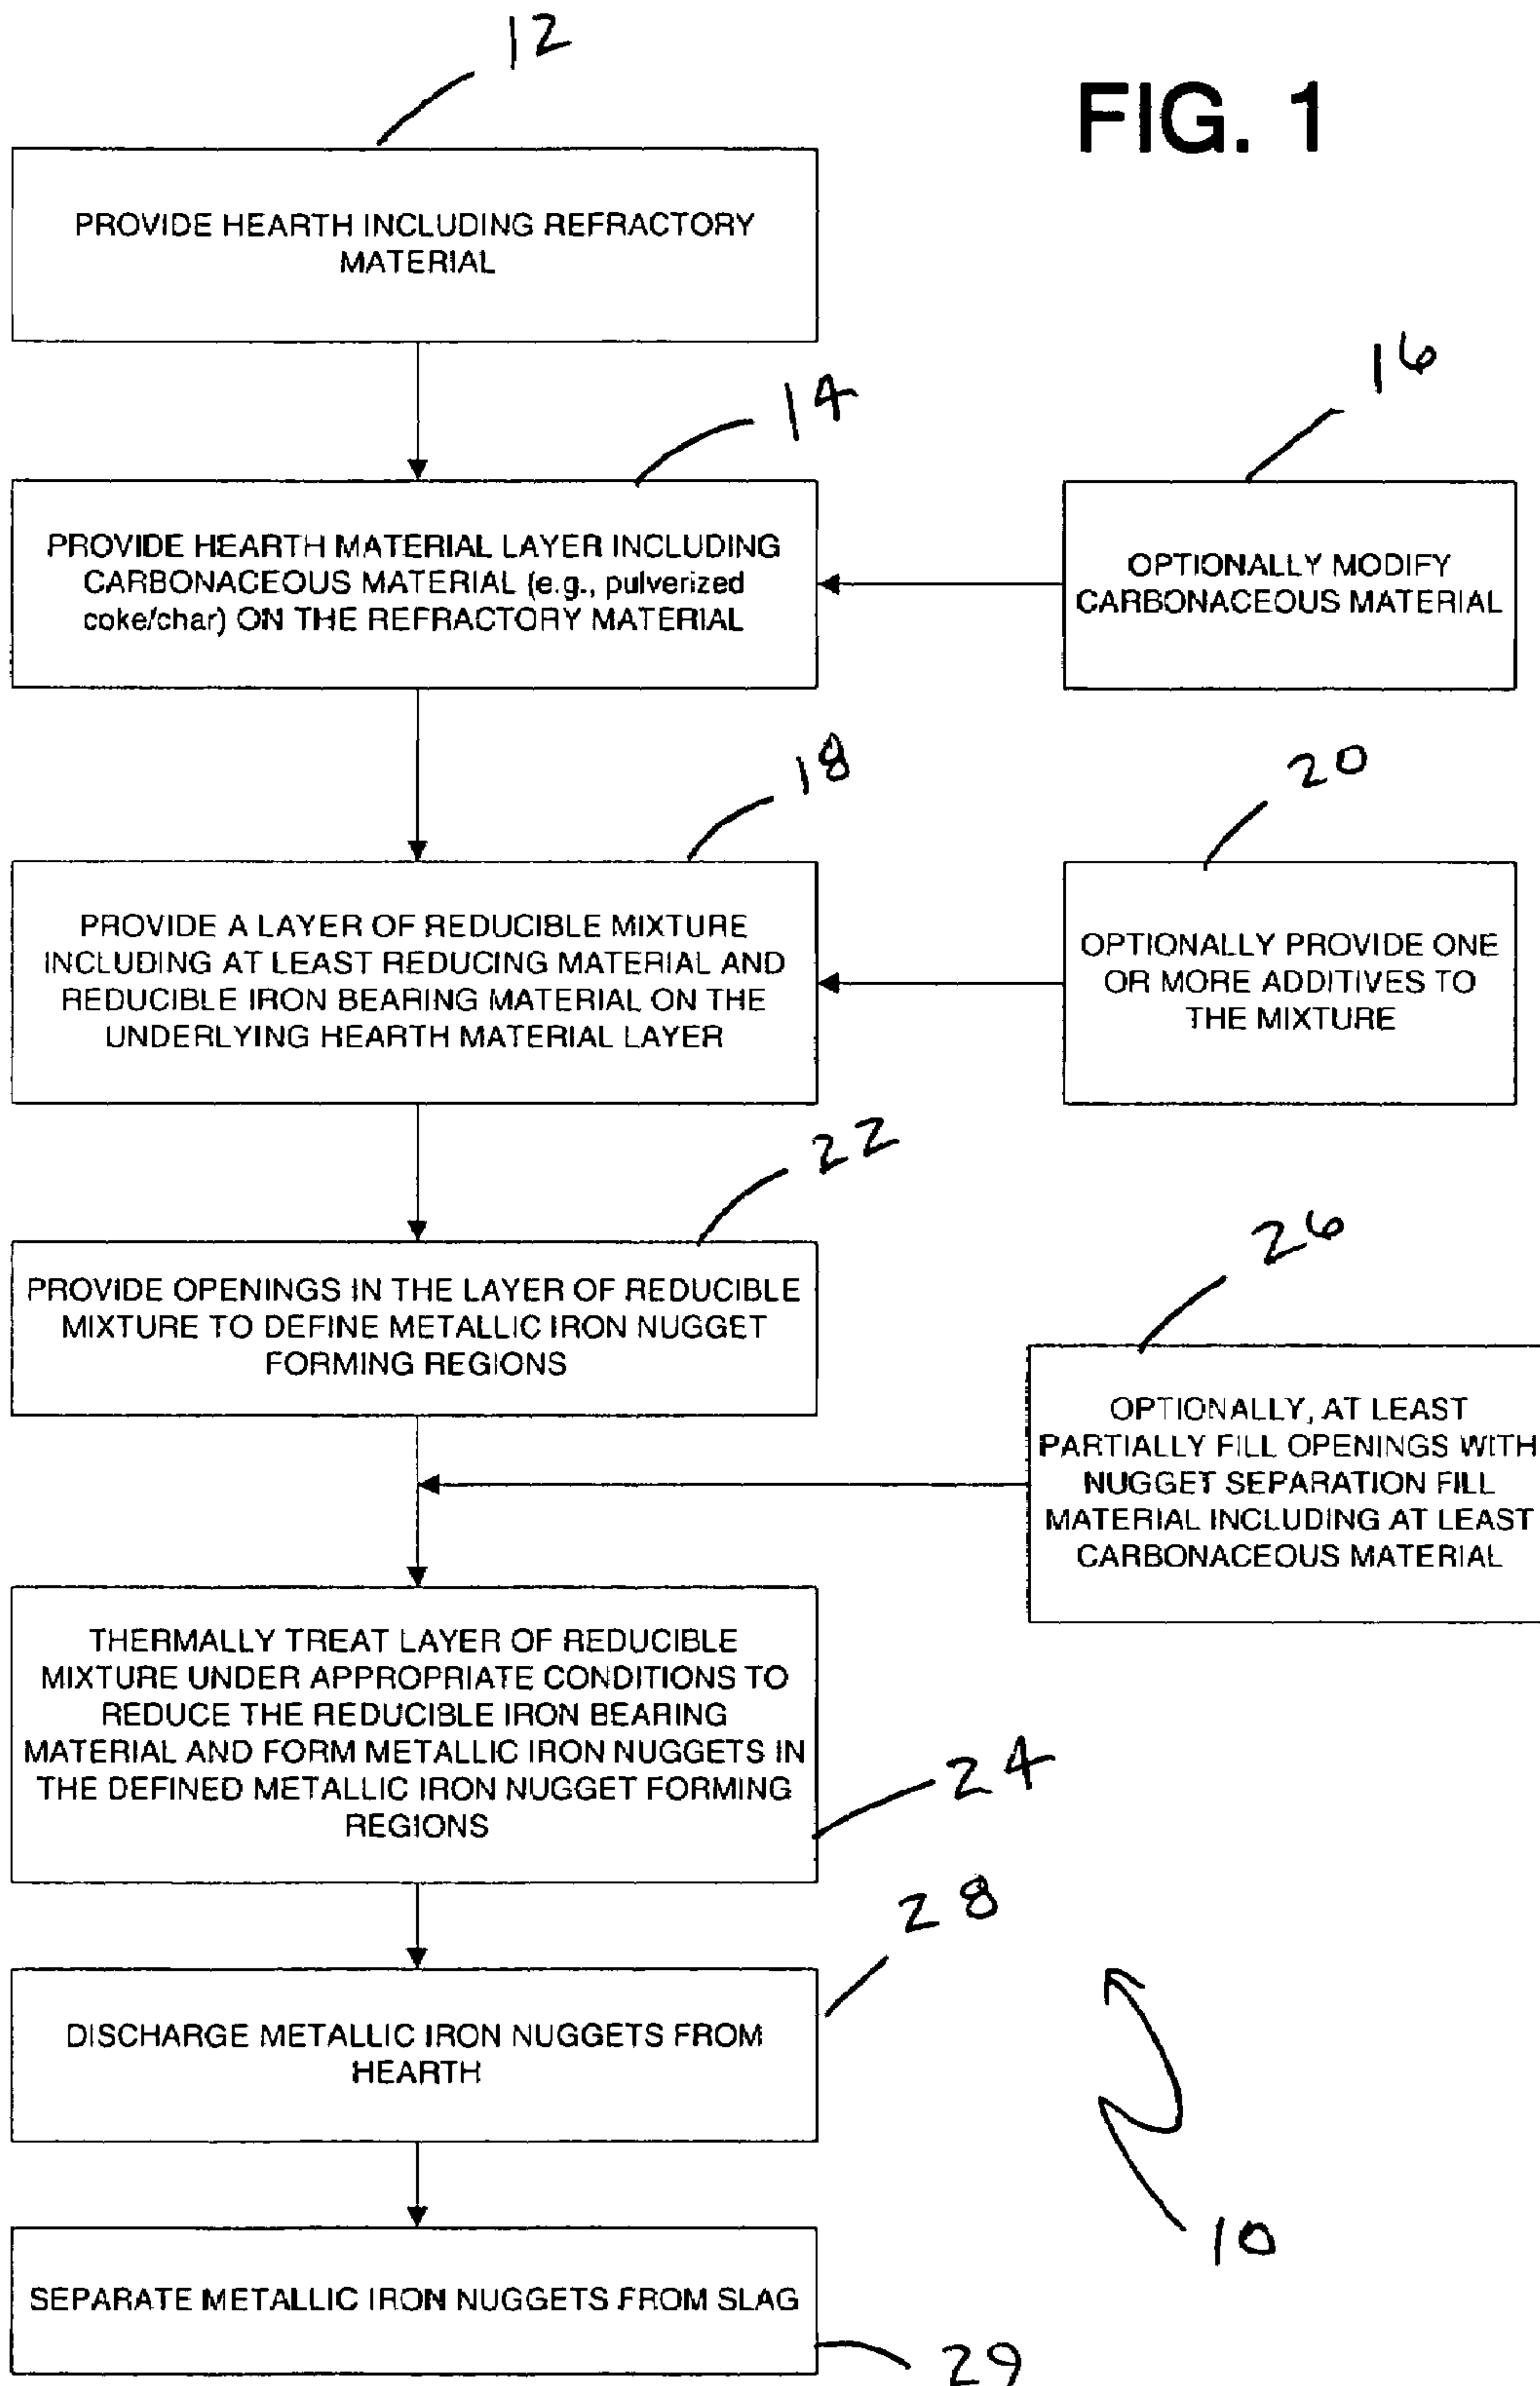 12
FIG. 1
PROVIDE HEARTH INCLUDING REFRACTORY
MATERIAL
14
16
PROVIDE HEARTH MATERIAL LAYER INCLUDING
CARBONACEOUS MATERIAL (e.g., pulverized
coke/char) ON THE REFRACTORY MATERIAL
OPTIONALLY MODIFY
CARBONACEOUS MATERIAL
18
20
PROVIDE A LAYER OF REDUCIBLE MIXTURE
INCLUDING AT LEAST REDUCING MATERIAL AND
REDUCIBLE IRON BEARING MATERIAL ON THE
UNDERLYING HEARTH MATERIAL LAYER
OPTIONALLY PROVIDE ONE
OR MORE ADDITIVES TO
THE MIXTURE
22
PROVIDE OPENINGS IN THE LAYER OF REDUCIBLE
MIXTURE TO DEFINE METALLIC IRON NUGGET
FORMING REGIONS
26
OPTIONALLY, AT LEAST
PARTIALLY FILL OPENINGS WITH
NUGGET SEPARATION FILL
MATERIAL INCLUDING AT LEAST
CARBONACEOUS MATERIAL
THERMALLY TREAT LAYER OF REDUCIBLE
MIXTURE UNDER APPROPRIATE CONDITIONS TO
REDUCE THE REDUCIBLE IRON BEARING
MATERIAL AND FORM METALLIC IRON NUGGETS IN
THE DEFINED METALLIC IRON NUGGET FORMING
REGIONS
24
28
DISCHARGE METALLIC IRON NUGGETS FROM
HEARTH
10
SEPARATE METALLIC IRON NUGGETS FROM SLAG
29